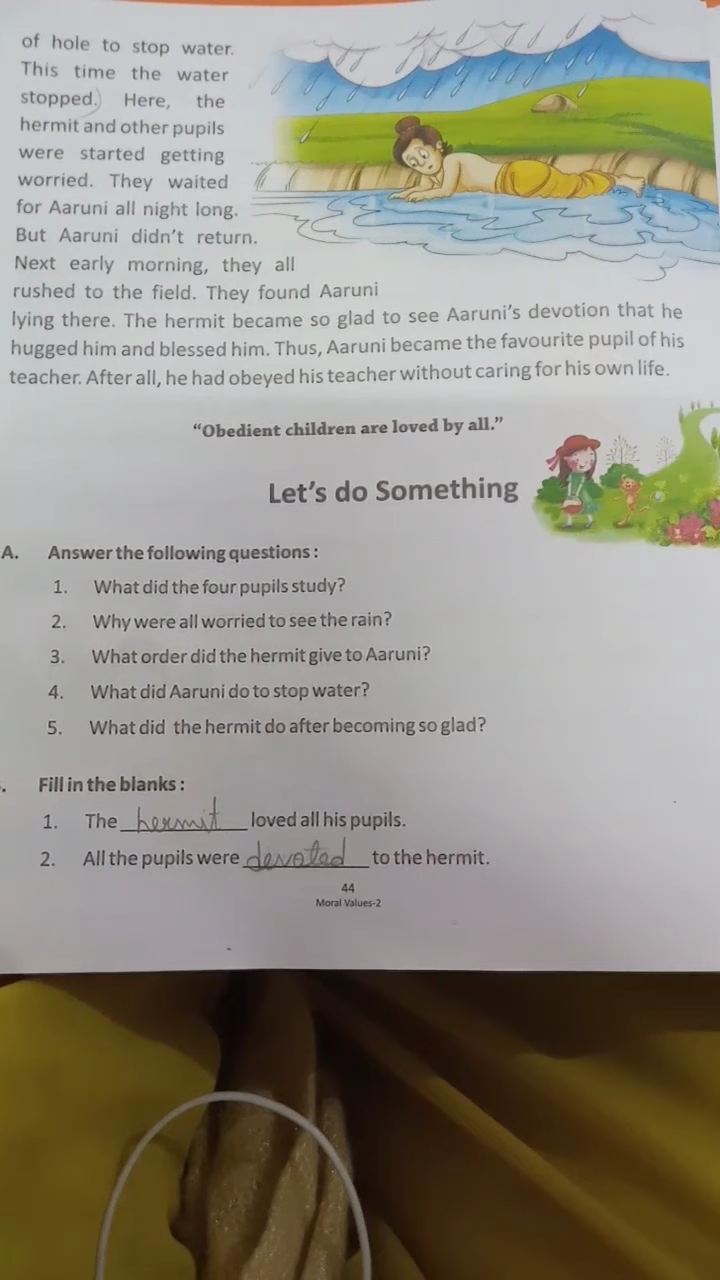 of hole to stop water.
This time the water
stopped. Here, the
hermit and other pupils
were started getting
worried. They waited
for Aaruni all night long.
But Aaruni didn't return.
Next early morning, they all
rushed to the field. They found Aaruni
lying there. The hermit became so glad to see Aaruni's devotion that he
hugged him and blessed him. Thus, Aaruni became the favourite pupil of his
teacher. After all, he had obeyed his teacher without caring for his own life.
“Obedient children are loved by all.”
Let's do Something
A. Answer the following questions :
1. What did the four pupils study?
2. Why were all worried to see the rain?
3. What order did the hermit give to Aaruni?
4. What did Aaruni do to stop water?
5. What did the hermit do after becoming so glad?
. Fill in the blanks :
1. The hermit loved all his pupils.
2. All the pupils were devoted to the hermit.
44
Moral Values-2